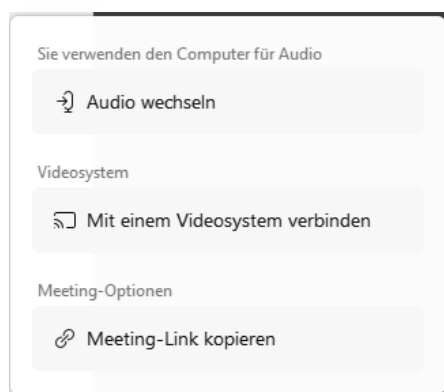 Sie verwenden den Computer für Audio
Audio wechseln
Videosystem
Mit einem Videosystem verbinden
Meeting-Optionen
Meeting-Link kopieren